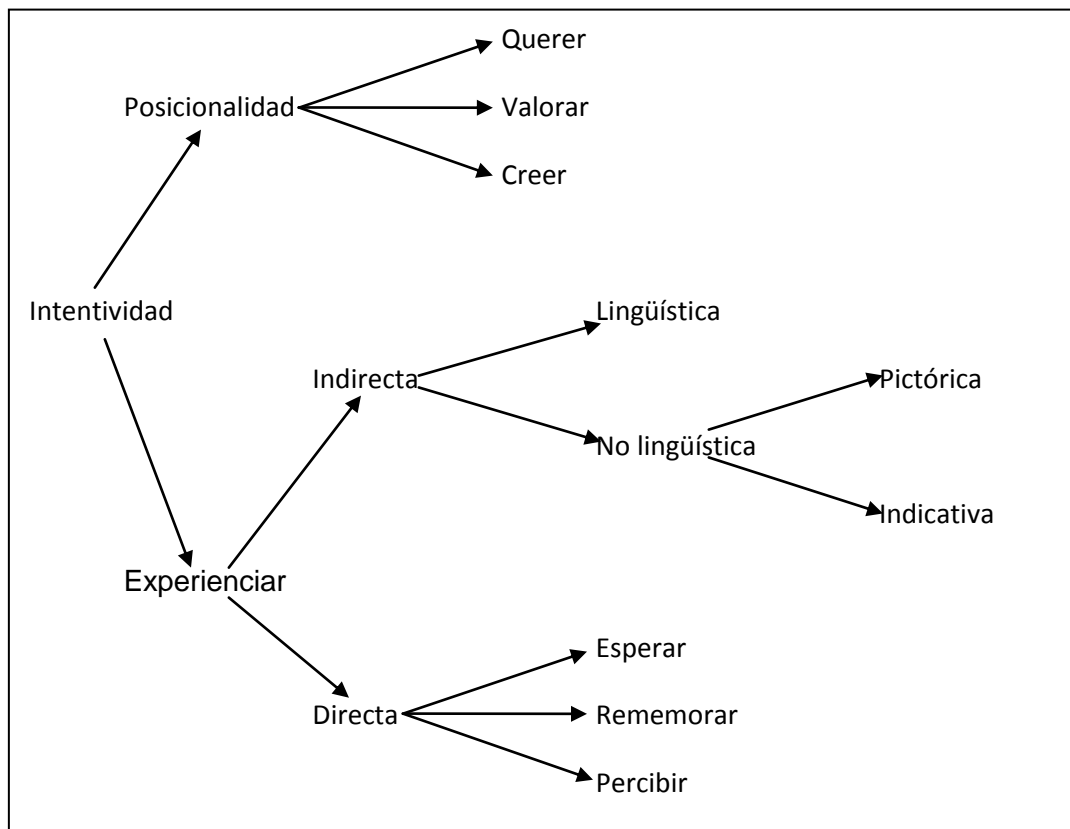 Querer
Posicionalidad
Valorar
Creer
Intentividad
Lingüística
Indirecta
Pictórica
No lingüística
Indicativa
Experienciar
Esperar
Directa
Rememorar
Percibir